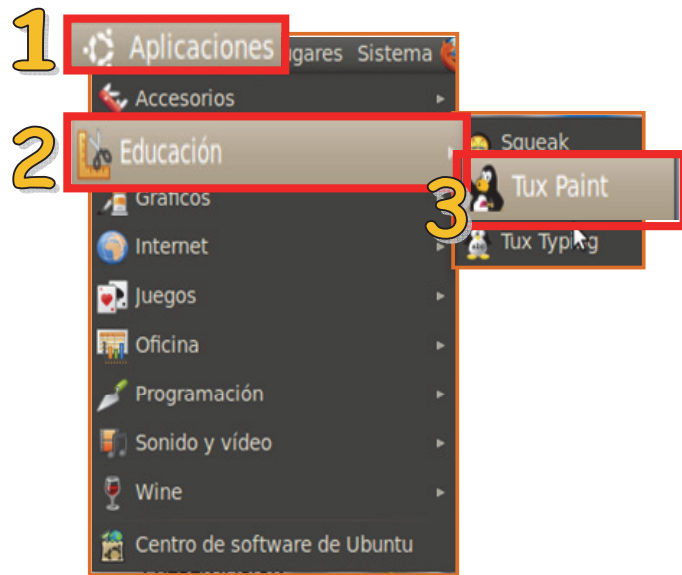 1
Aplicaciones ugares Sistema
Accesorios
2
Educación
Squeak
3
Tux Paint
Gráficos
Internet
Tux Typing
Juegos
Oficina
Programación
Sonido y vídeo
Wine
Centro de software de Ubuntu